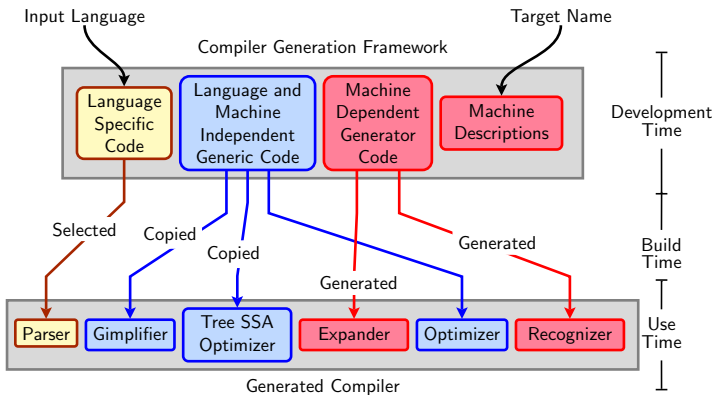 Input Language
Target Name
Compiler Generation Framework
Language
Specific
Code
Language and
Machine
Independent
Generic Code
Machine
Dependent
Generator
Code
Machine
Descriptions
Development
Time
Selected
Copied
Copied
Generated
Generated
Build
Time
Parser
Gimplifier
Tree SSA
Optimizer
Expander
Optimizer
Recognizer
Use
Time
Generated Compiler